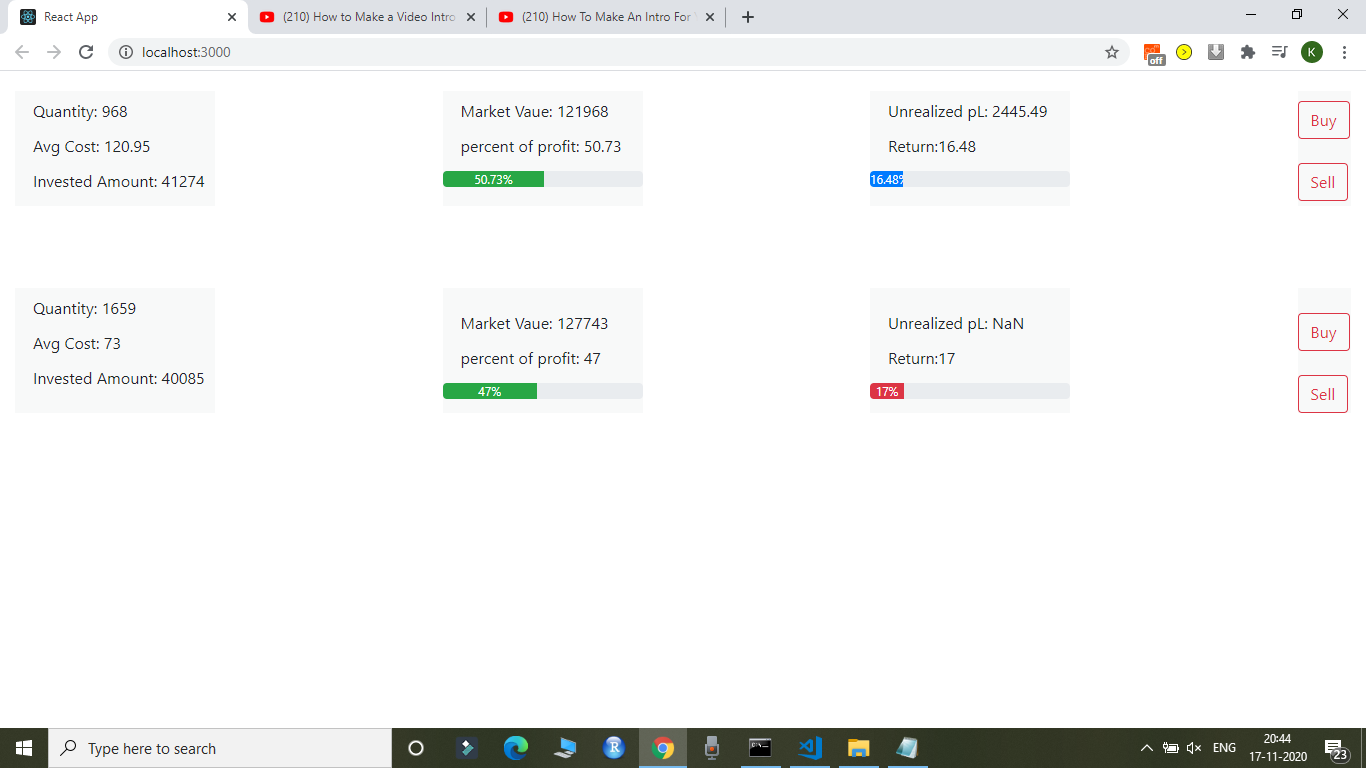 React App
(210) How to Make a Video Intro
(210) How To Make An Intro For
localhost:3000
off
K
Quantity: 968
Avg Cost: 120.95
Invested Amount: 41274
Market Vaue: 121968
percent of profit: 50.73
50.73%
Unrealized pL: 2445.49
Return:16.48
16.48%
Buy
Sell
Quantity: 1659
Avg Cost: 73
Invested Amount: 40085
Market Vaue: 127743
percent of profit: 47
47%
Unrealized pL: NaN
Return:17
17%
Buy
Sell
Type here to search
R
ENG
20:44
17-11-2020
23